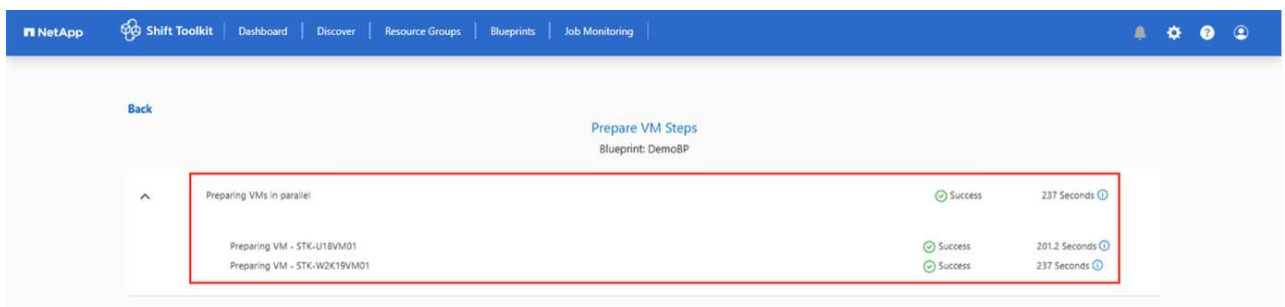 NetApp Shift Toolkit Dashboard Discover Resource Groups Blueprints Job Monitoring
Back
Prepare VM Steps
Blueprint: DemoBP
Preparing VMs in parallel Success 237 Seconds
Preparing VM - STK-U18VM01 Success 201.2 Seconds
Preparing VM - STK-W2K19VM01 Success 237 Seconds